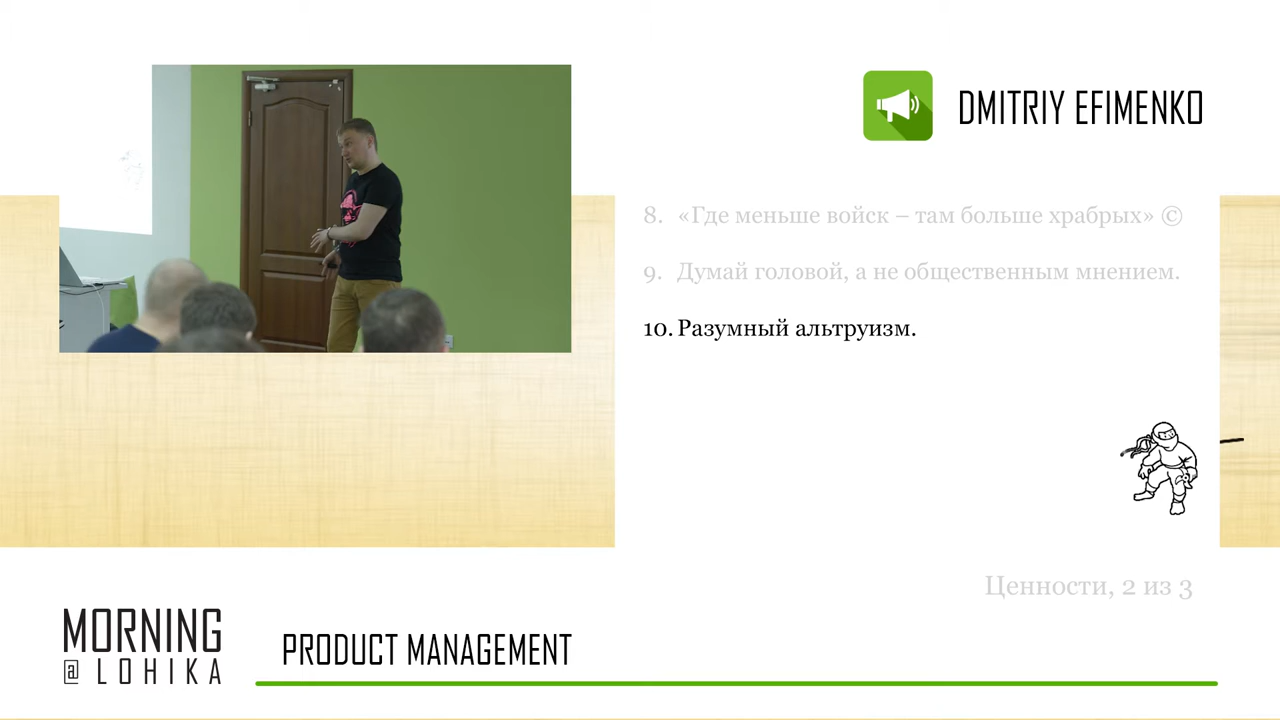 DMITRIY EFIMENKO
8. «Где меньше войск – там больше храбрых» ©
9. Думай головой, а не общественным мнением.
10. Разумный альтруизм.
Ценности, 2 из 3
MORNING
@ LOHIKA
PRODUCT MANAGEMENT